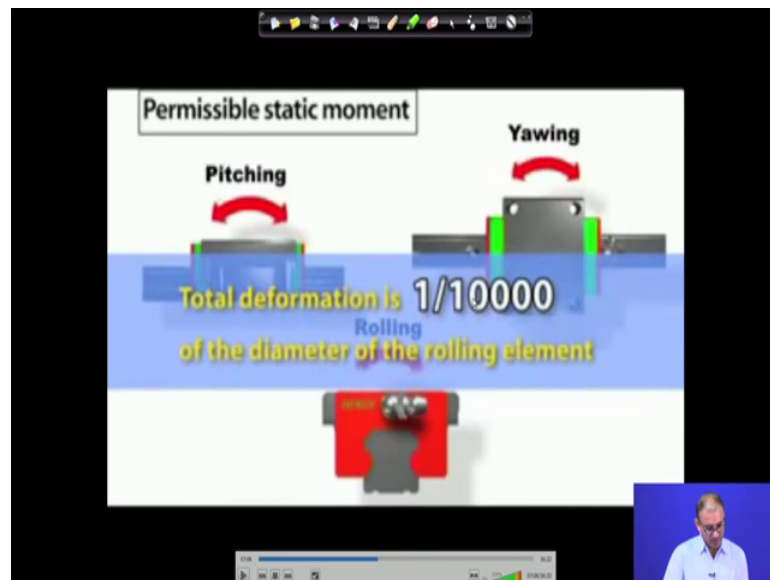 Permissible static moment
Pitching
Yawing
Total deformation is 1/10000
Rolling
of the diameter of the rolling element